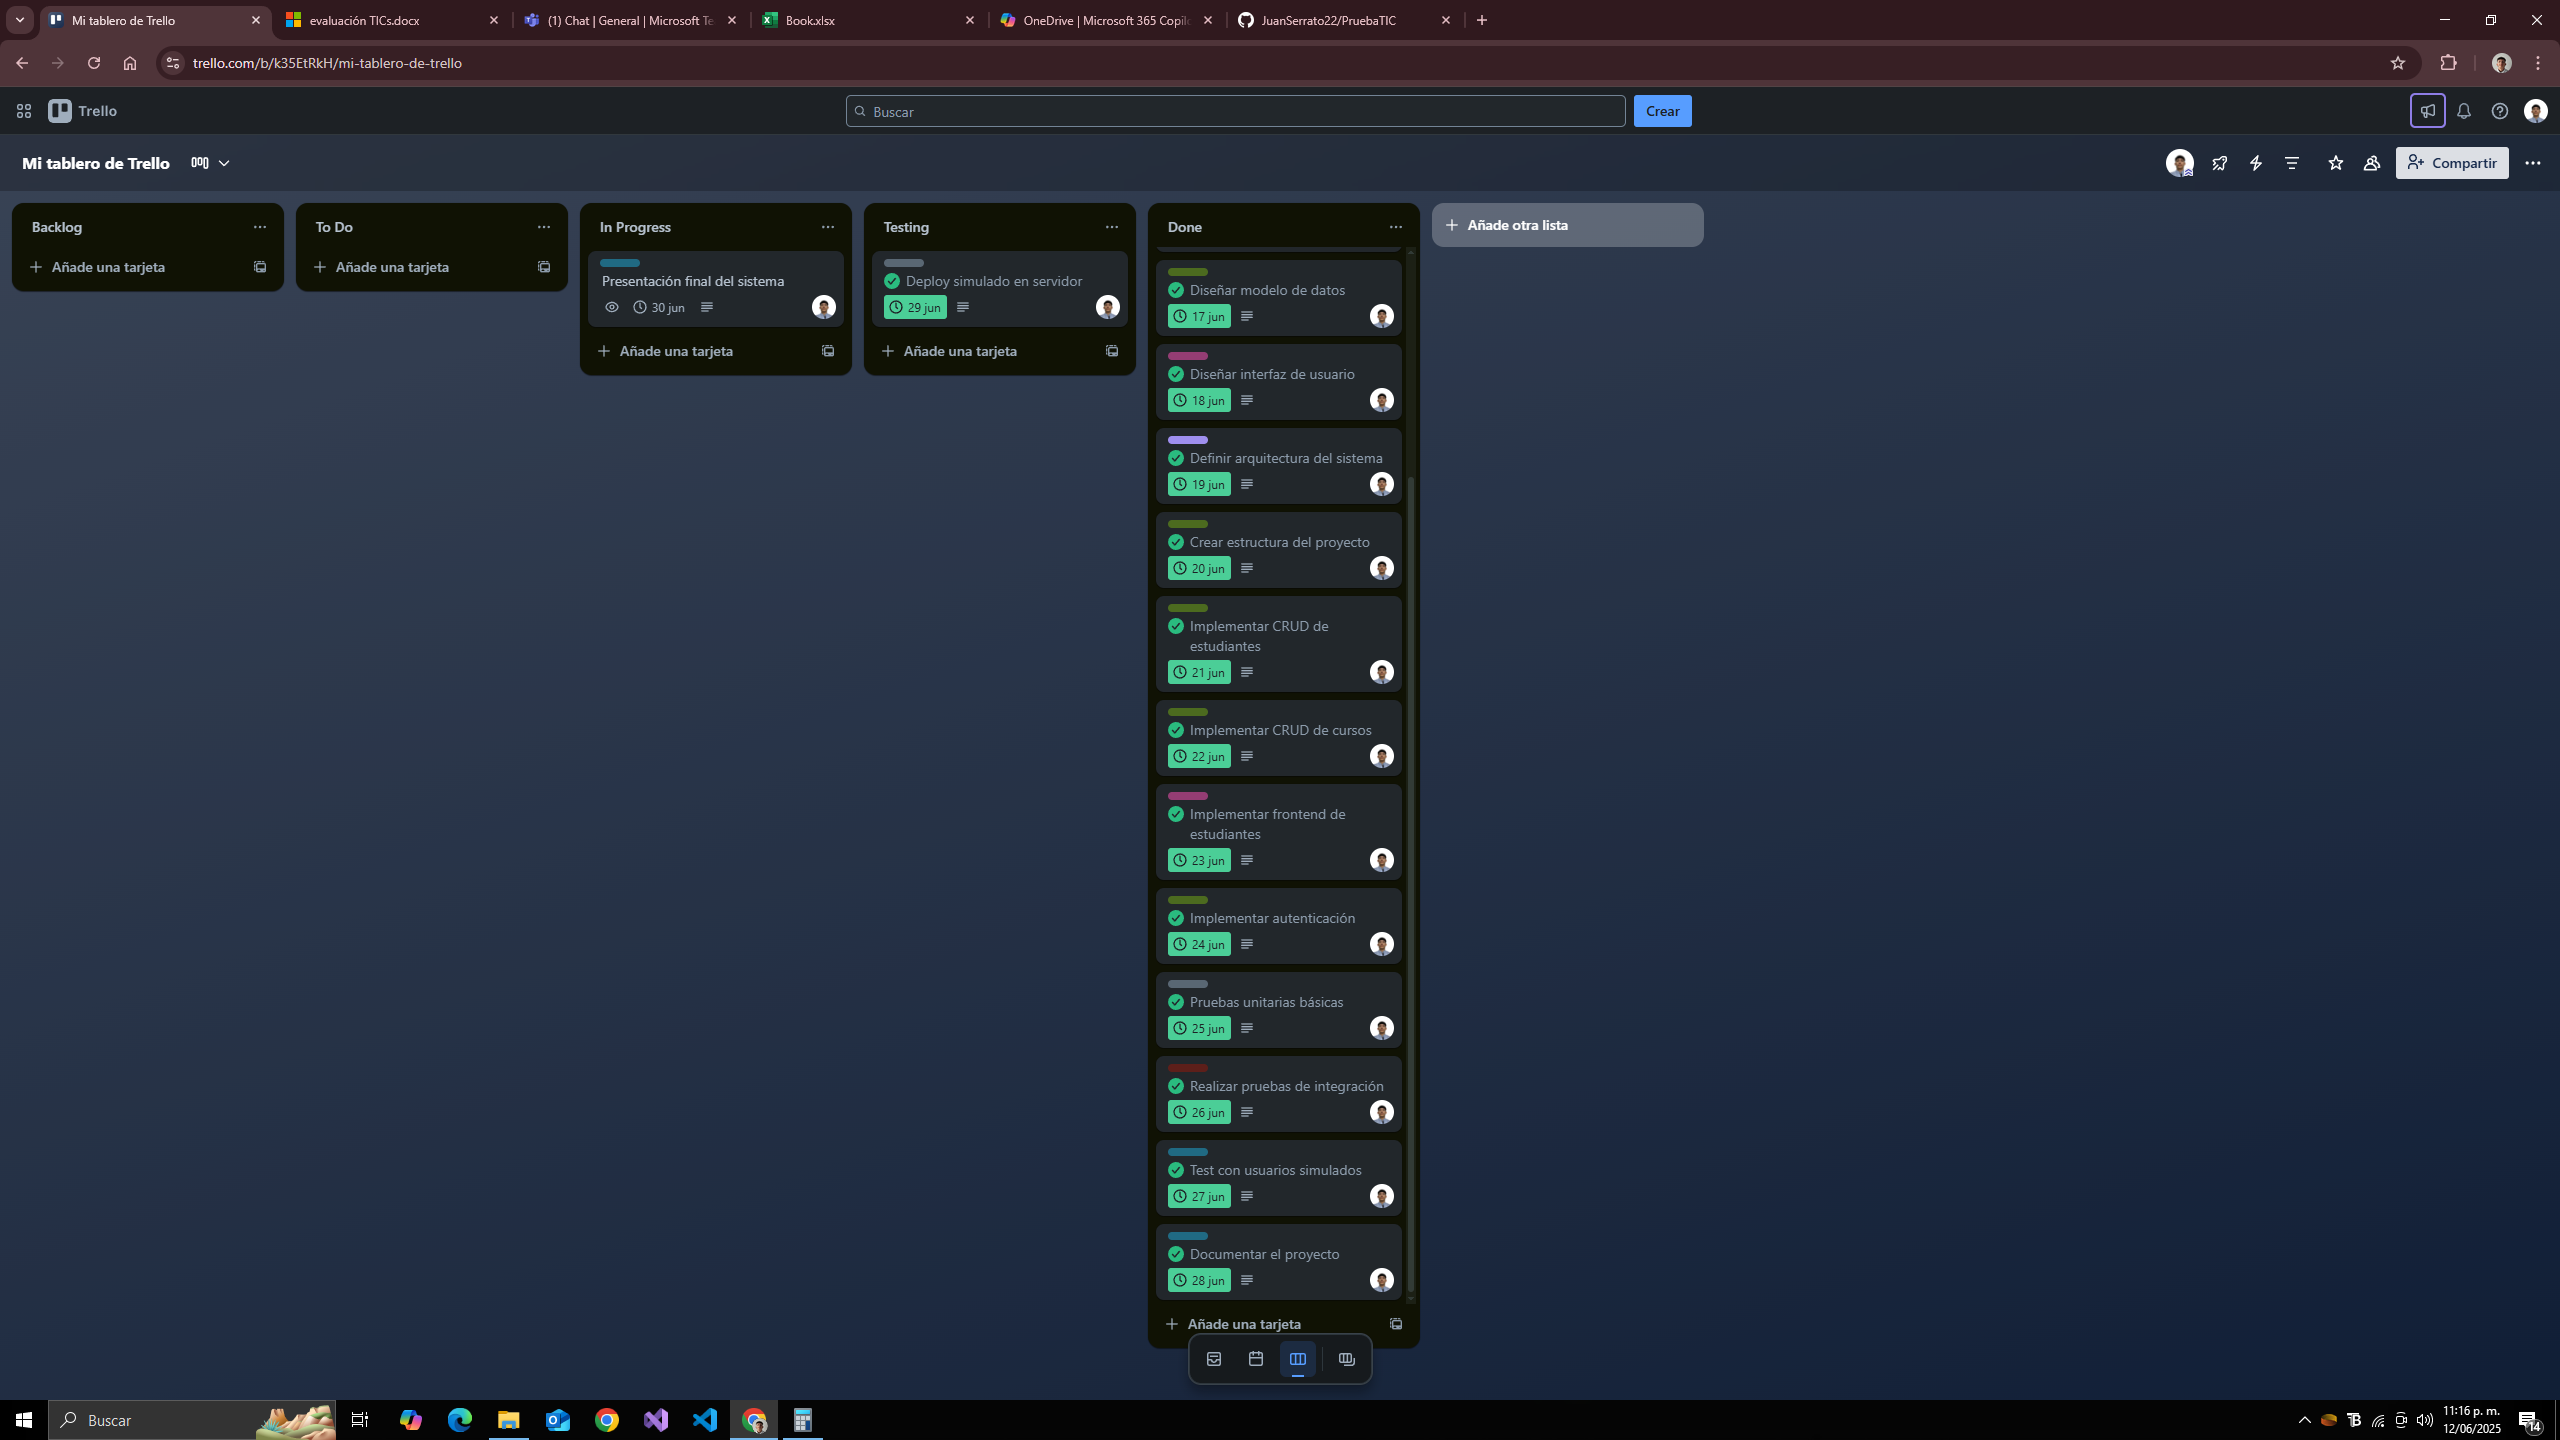 Mi tablero de Trello
evaluación TICs.docx
(1) Chat | General | Microsoft Te
Book.xlsx
OneDrive | Microsoft 365 Copilo
JuanSerrato22/PruebaTIC
trello.com/b/k35EtRkH/mi-tablero-de-trello
Trello
Buscar
Crear
Mi tablero de Trello
Compartir
Backlog
Añade una tarjeta
To Do
Añade una tarjeta
In Progress
Presentación final del sistema
30 jun
Añade una tarjeta
Testing
Deploy simulado en servidor
29 jun
Añade una tarjeta
Done
Diseñar modelo de datos
17 jun
Diseñar interfaz de usuario
18 jun
Definir arquitectura del sistema
19 jun
Crear estructura del proyecto
20 jun
Implementar CRUD de
estudiantes
21 jun
Implementar CRUD de cursos
22 jun
Implementar frontend de
estudiantes
23 jun
Implementar autenticación
24 jun
Pruebas unitarias básicas
25 jun
Realizar pruebas de integración
26 jun
Test con usuarios simulados
27 jun
Documentar el proyecto
28 jun
Añade una tarjeta
Añade otra lista
Buscar
11:16 p. m.
12/06/2025
14